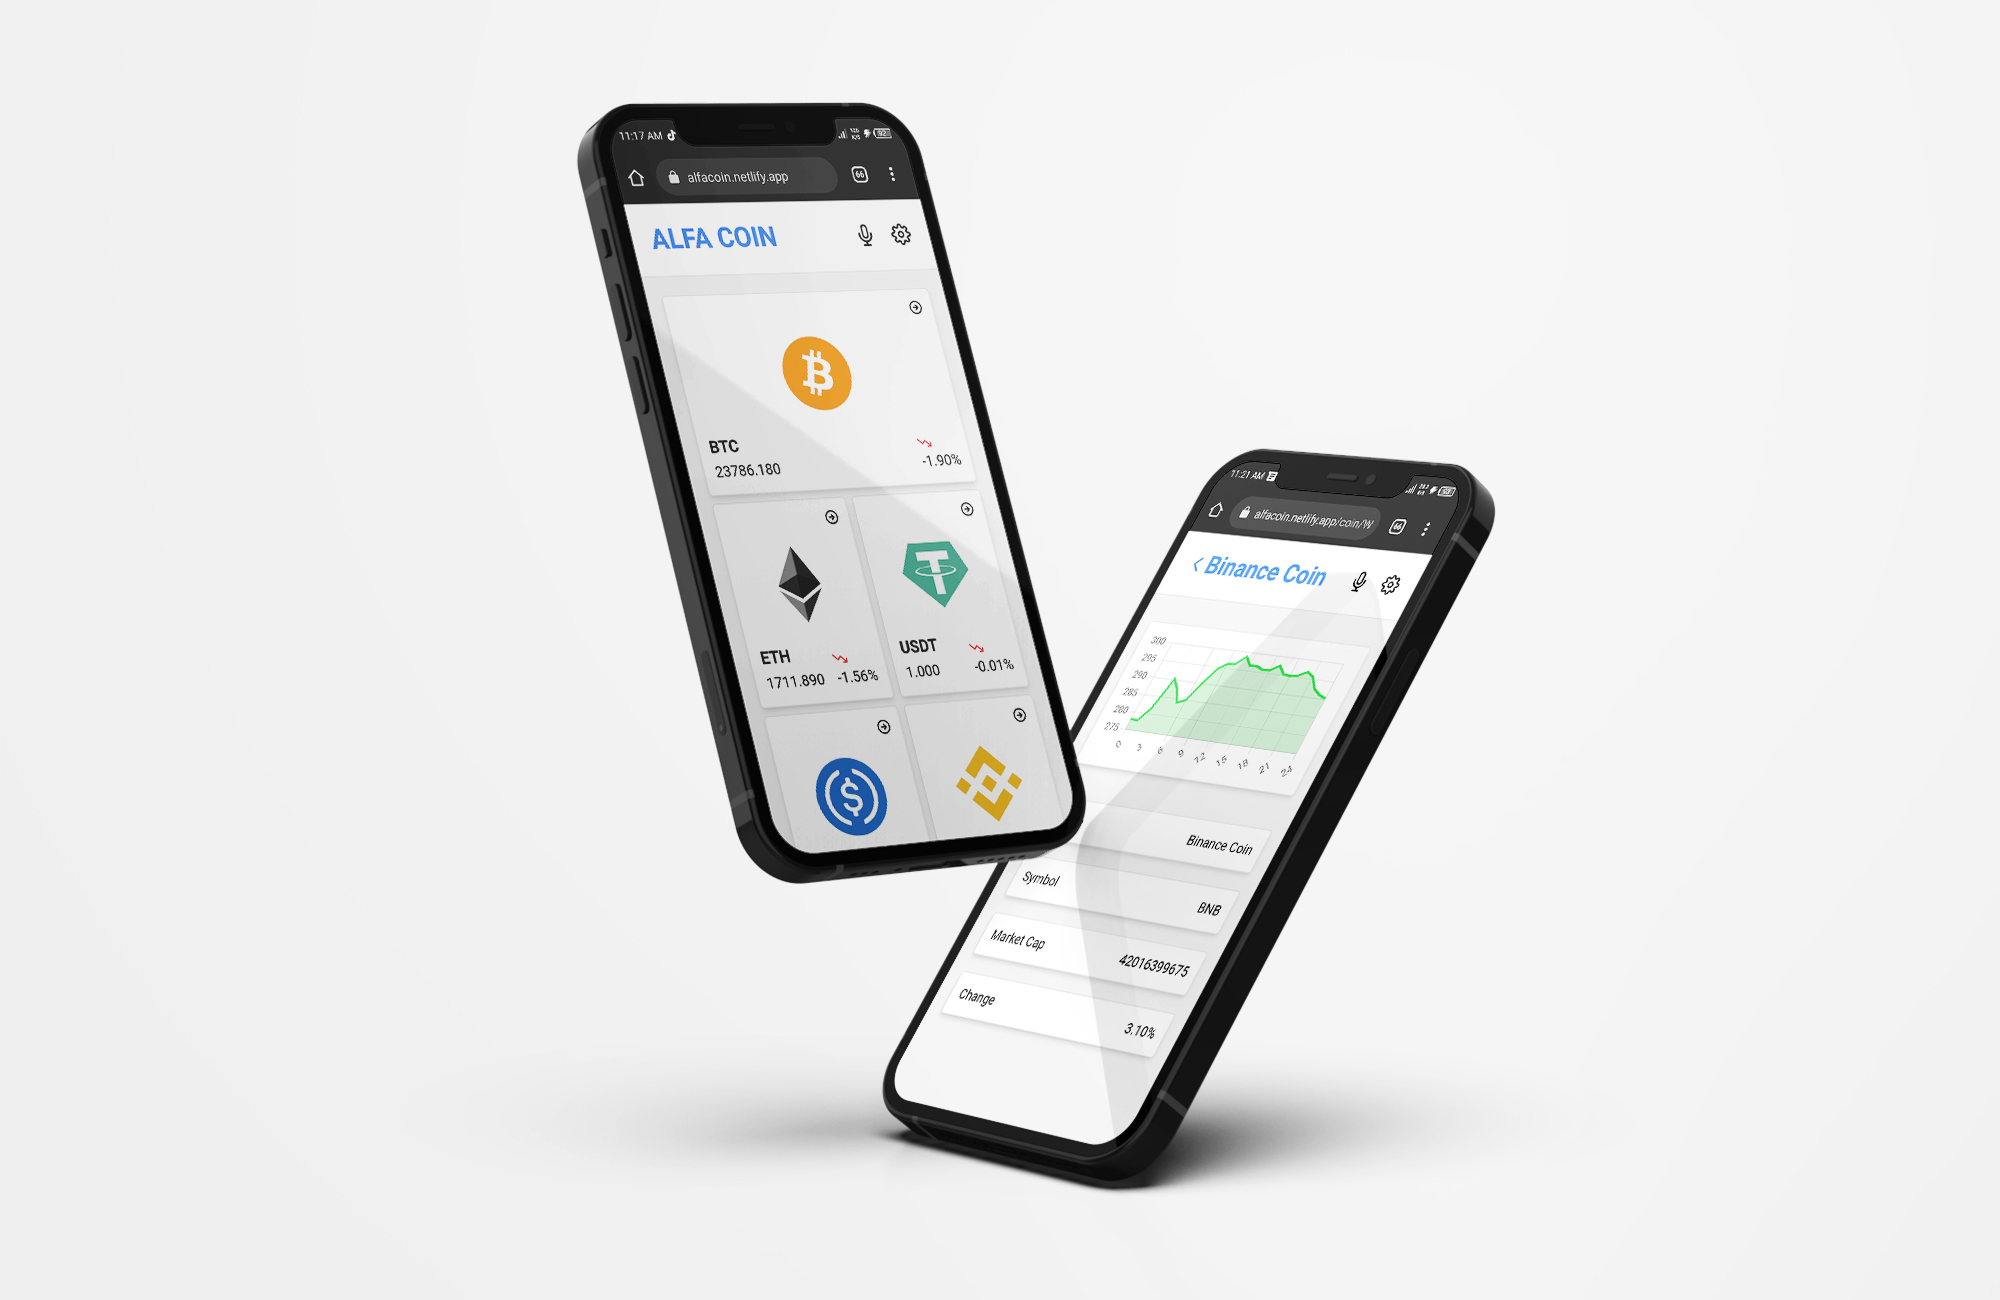 11:17 AM
alfacoin.netlify.app
66
ALFA COIN
BTC
23786.180
-1.90%
ETH
1711.890
-1.56%
USDT
1.000
-0.01%
11:21 AM
alfacoin.netlify.app/coin/W
66
Binance Coin
300
295
290
285
280
275
0 3 6 9 12 15 18 21 24
Binance Coin
Symbol
BNB
Market Cap
42016399675
Change
3.10%